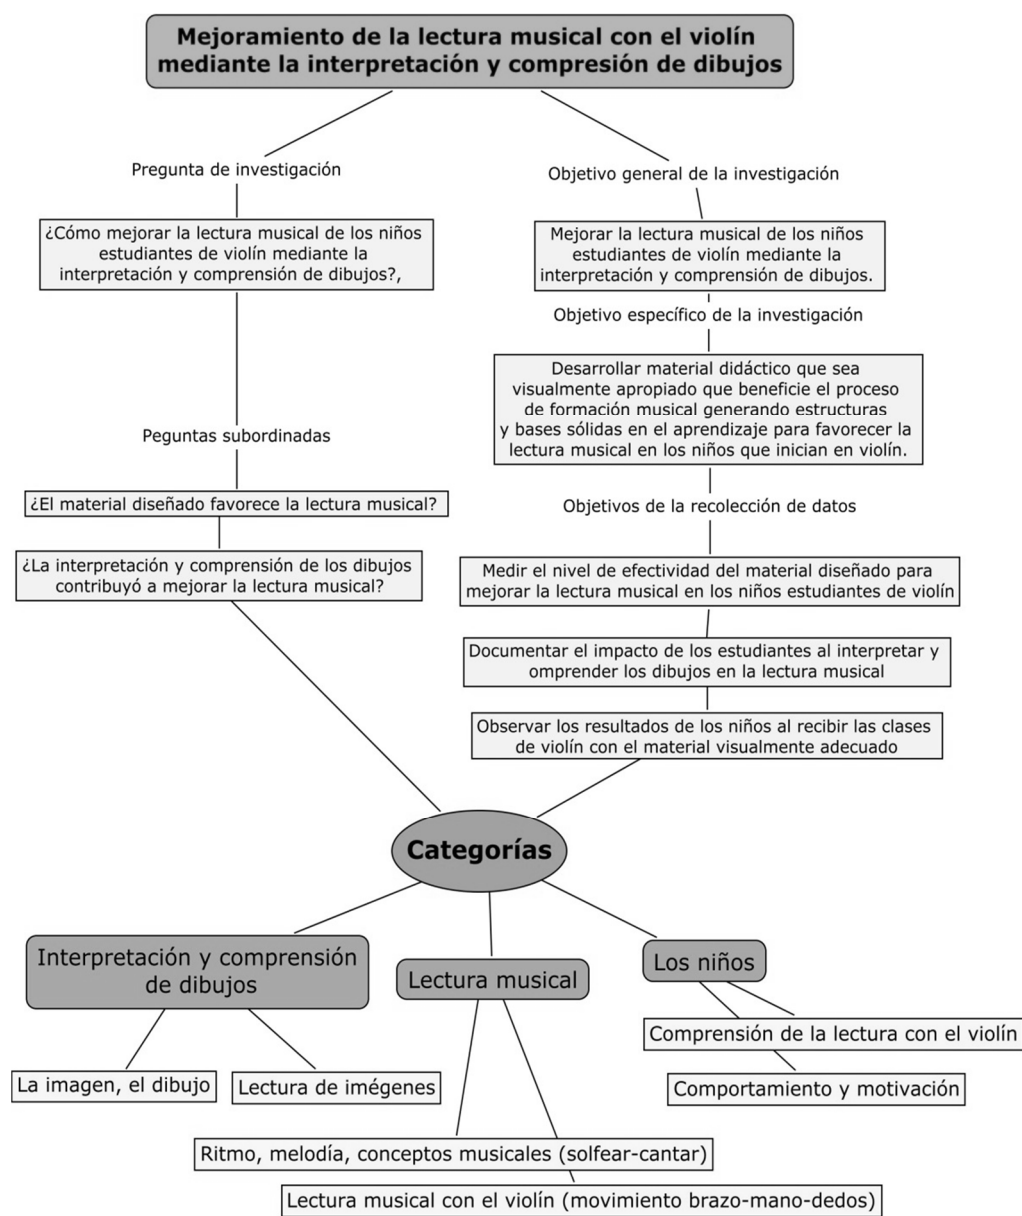 Mejoramiento de la lectura musical con el violín
mediante la interpretación y compresión de dibujos
Pregunta de investigación
¿Cómo mejorar la lectura musical de los niños
estudiantes de violín mediante la
interpretación y comprensión de dibujos?,
Peguntas subordinadas
¿El material diseñado favorece la lectura musical?
¿La interpretación y comprensión de los dibujos
contribuyó a mejorar la lectura musical?
Objetivo general de la investigación
Mejorar la lectura musical de los niños
estudiantes de violín mediante la
interpretación y comprensión de dibujos.
Objetivo específico de la investigación
Desarrollar material didáctico que sea
visualmente apropiado que beneficie el proceso
de formación musical generando estructuras
y bases sólidas en el aprendizaje para favorecer la
lectura musical en los niños que inician en violín.
Objetivos de la recolección de datos
Medir el nivel de efectividad del material diseñado para
mejorar la lectura musical en los niños estudiantes de violín
Documentar el impacto de los estudiantes al interpretar y
omprender los dibujos en la lectura musical
Observar los resultados de los niños al recibir las clases
de violín con el material visualmente adecuado
Categorías
Interpretación y comprensión
de dibujos
La imagen, el dibujo
Lectura de imégenes
Lectura musical
Ritmo, melodía, conceptos musicales (solfear-cantar)
Lectura musical con el violín (movimiento brazo-mano-dedos)
Los niños
Comprensión de la lectura con el violín
Comportamiento y motivación